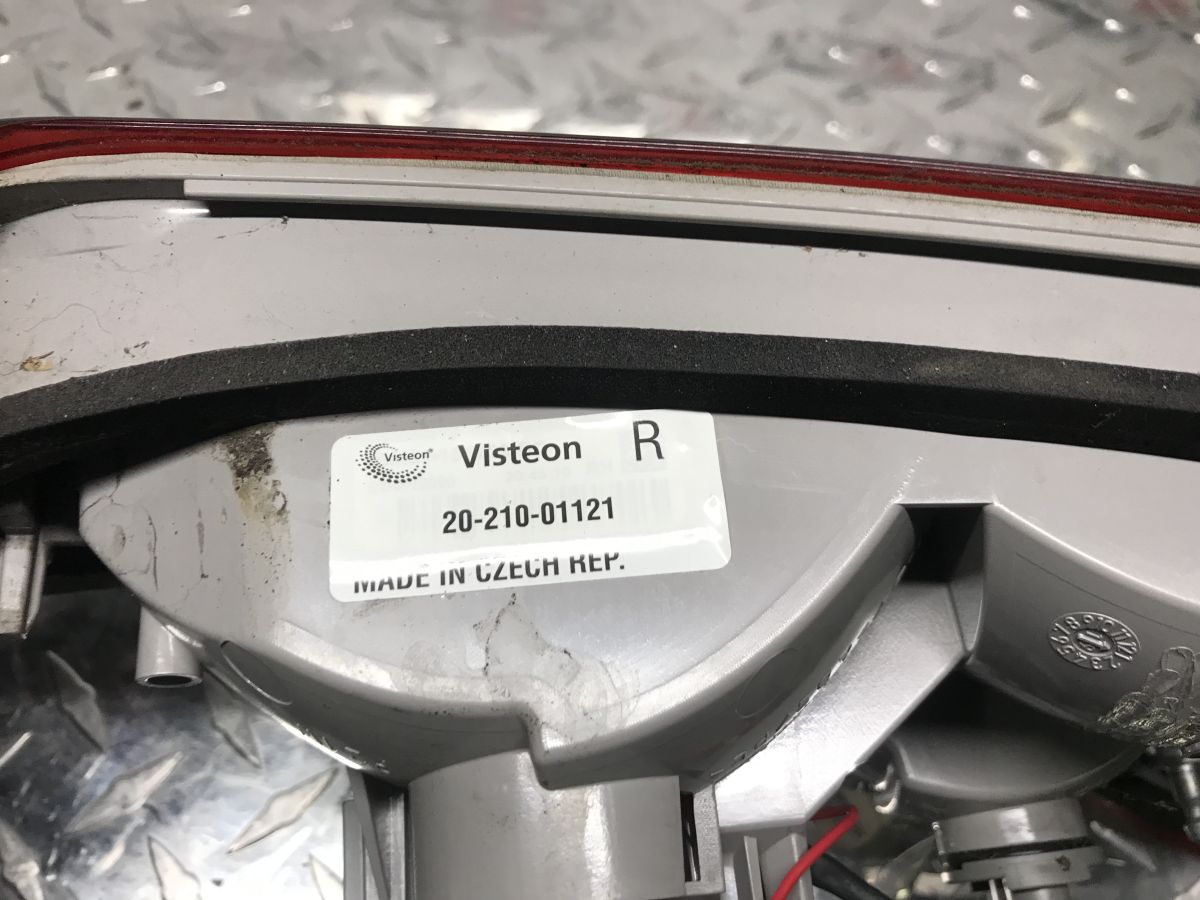 Visteon® Visteon R
20-210-01121
MADE IN CZECH REP.